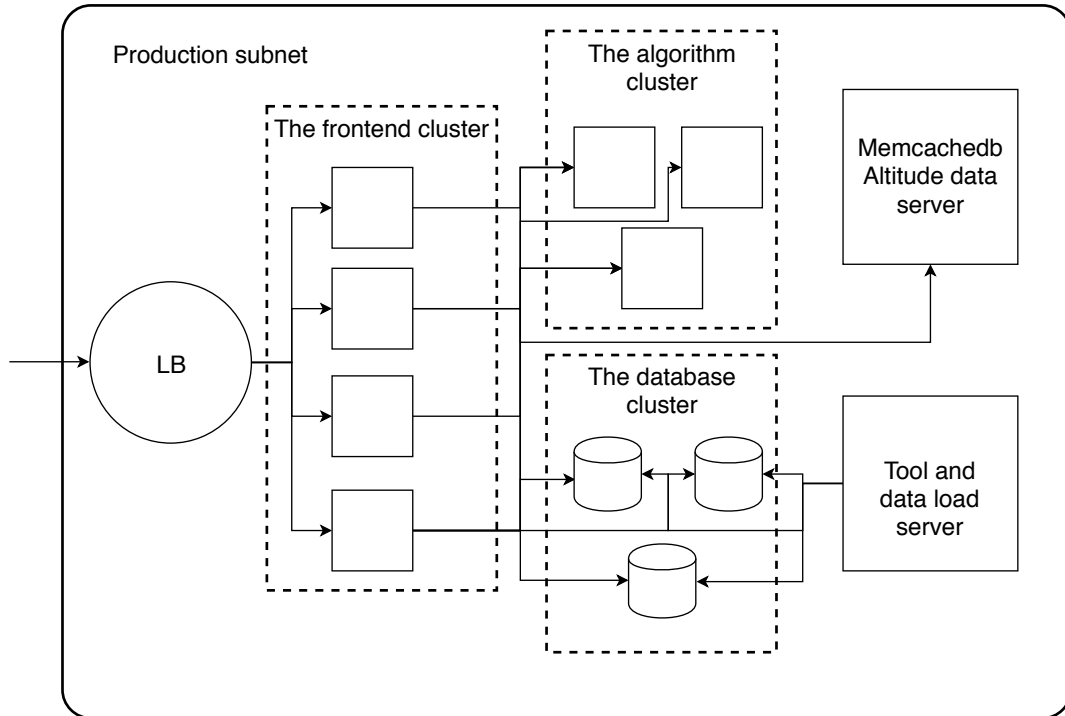 Production subnet
The frontend cluster
LB
The algorithm
cluster
Memcachedb
Altitude data
server
The database
cluster
Tool and
data load
server